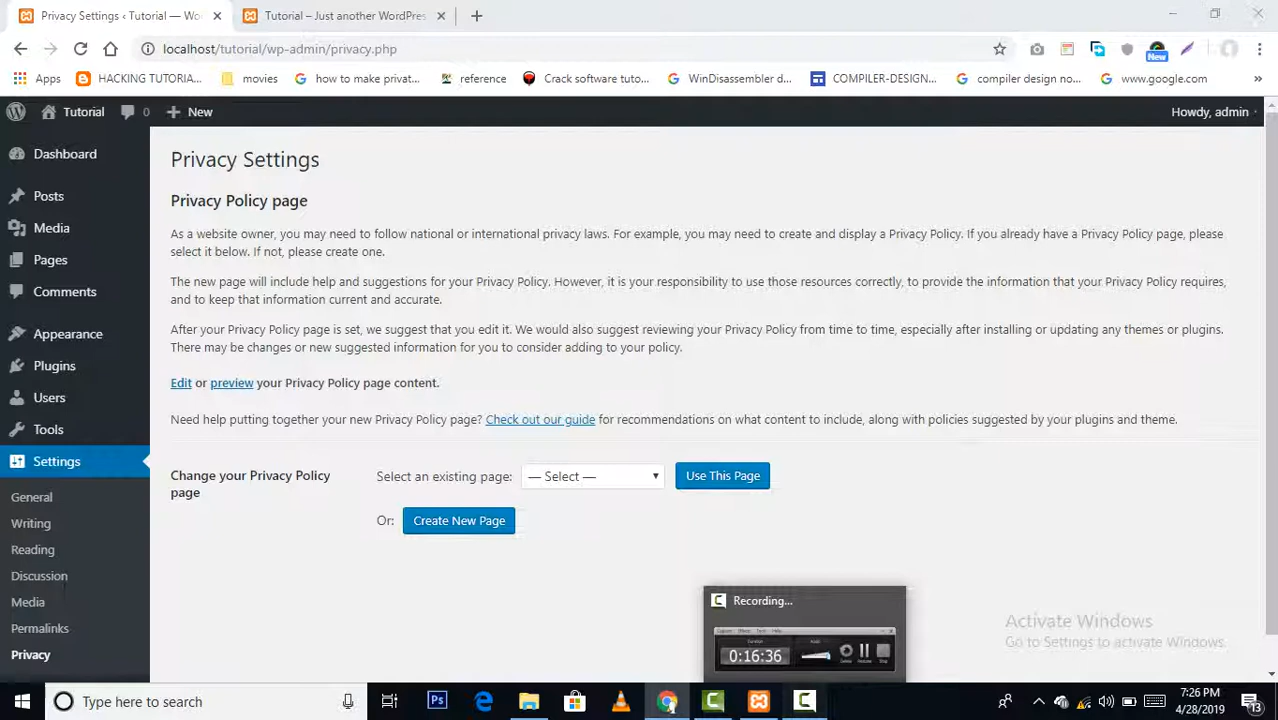 Privacy Settings ‹ Tutorial — Wo
Tutorial – Just another WordPres
localhost/tutorial/wp-admin/privacy.php
New
Apps
HACKING TUTORIA...
movies
how to make privat...
reference
Crack software tuto...
WinDisassembler d...
COMPILER-DESIGN...
compiler design no...
www.google.com
»
Tutorial
0
New
Howdy, admin
Dashboard
Posts
Media
Pages
Comments
Appearance
Plugins
Users
Tools
Settings
General
Writing
Reading
Discussion
Media
Permalinks
Privacy
Privacy Settings
Privacy Policy page
As a website owner, you may need to follow national or international privacy laws. For example, you may need to create and display a Privacy Policy. If you already have a Privacy Policy page, please
select it below. If not, please create one.
The new page will include help and suggestions for your Privacy Policy. However, it is your responsibility to use those resources correctly, to provide the information that your Privacy Policy requires,
and to keep that information current and accurate.
After your Privacy Policy page is set, we suggest that you edit it. We would also suggest reviewing your Privacy Policy from time to time, especially after installing or updating any themes or plugins.
There may be changes or new suggested information for you to consider adding to your policy.
Edit or preview your Privacy Policy page content.
Need help putting together your new Privacy Policy page? Check out our guide for recommendations on what content to include, along with policies suggested by your plugins and theme.
Change your Privacy Policy
page
Select an existing page:
— Select —
Use This Page
Or:
Create New Page
Recording...
0:16:36
Activate Windows
Go to Settings to activate Windows.
Type here to search
Ps
7:26 PM
4/28/2019
13